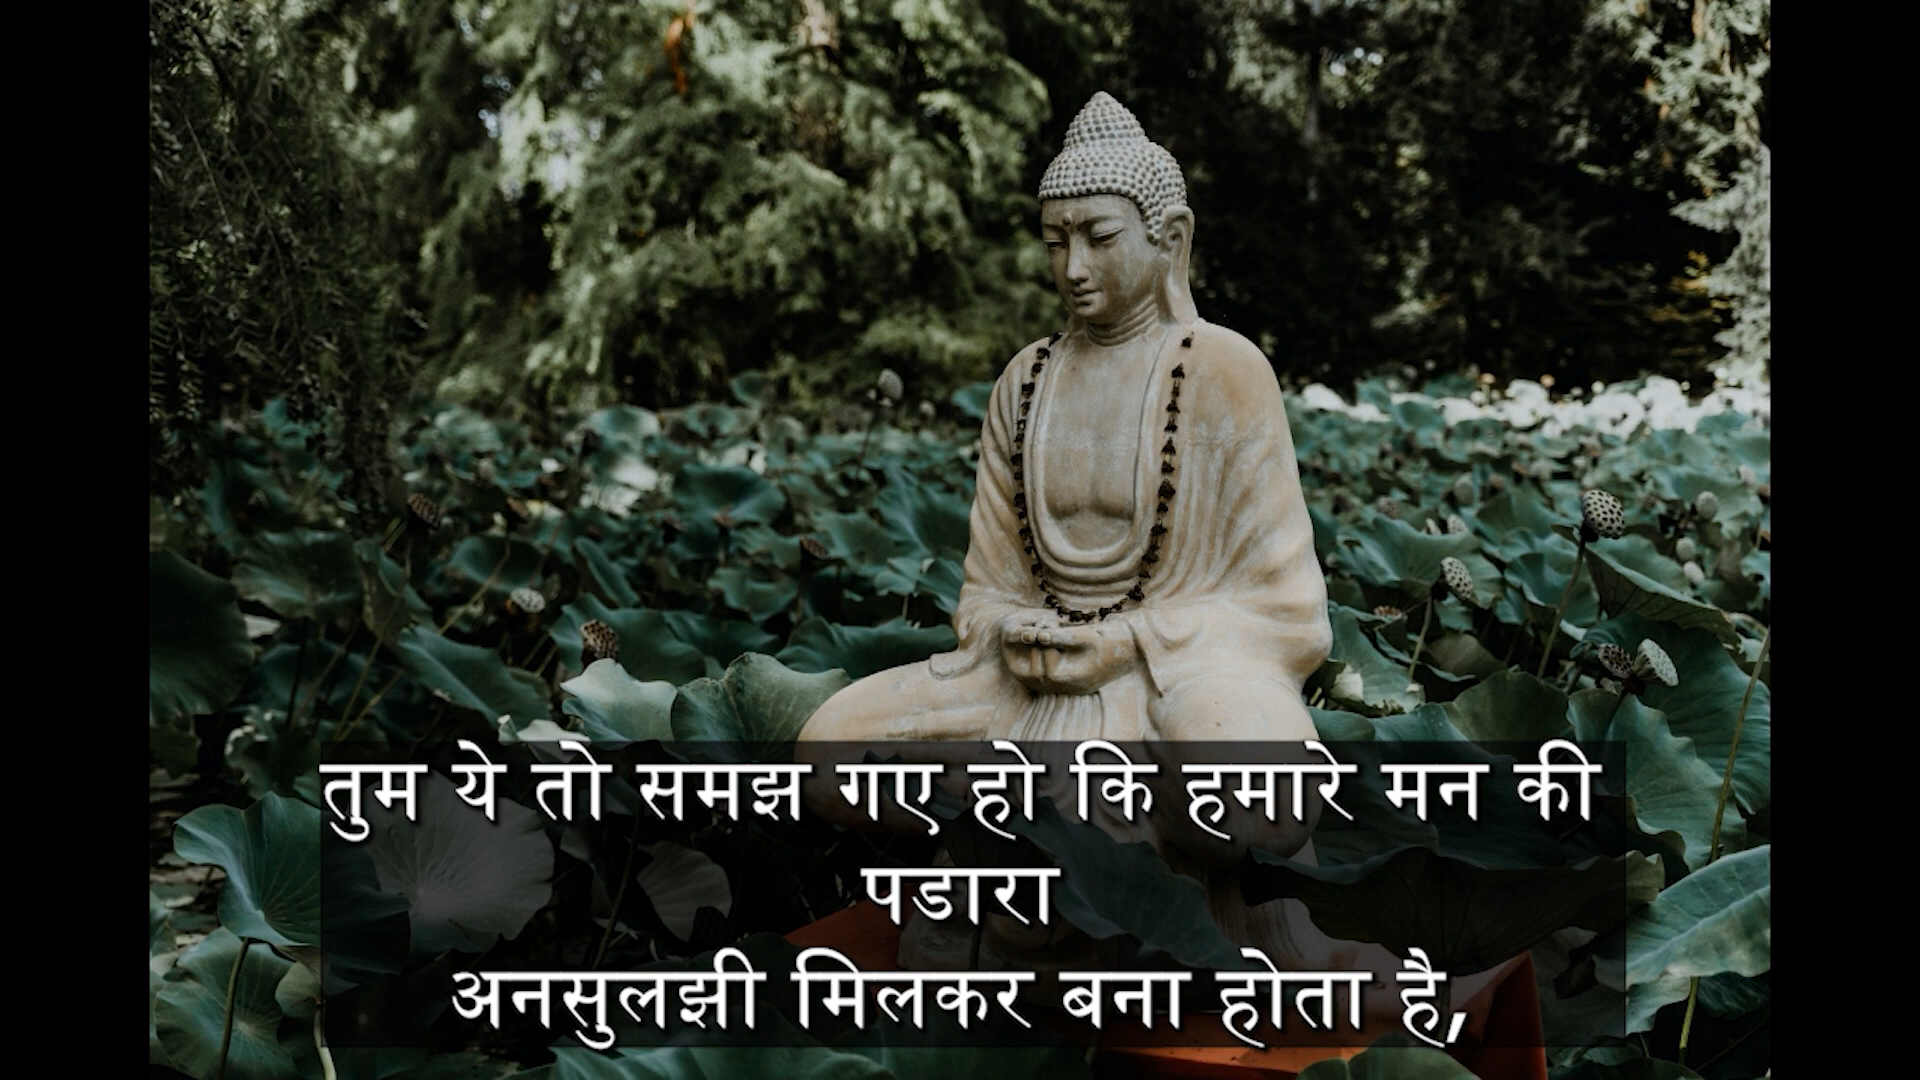 तुम ये तो समझ गए हो कि हमारे मन की
पडारा
अनसुलझी मिलकर बना होता है,